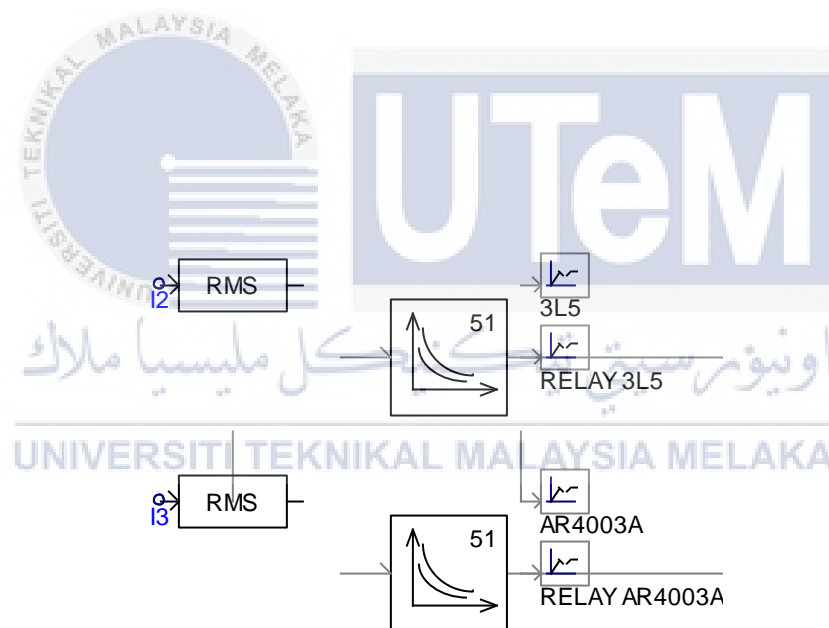 UNIVERSITI TEKNIKAL MALAYSIA MELAKA
UTeM
I2
RMS
3L5
51
RELAY 3L5
اونيورسيتي تيكنيكل مليسيا ملاك
UNIVERSITI TEKNIKAL MALAYSIA MELAKA
I3
RMS
AR4003A
51
RELAY AR4003A